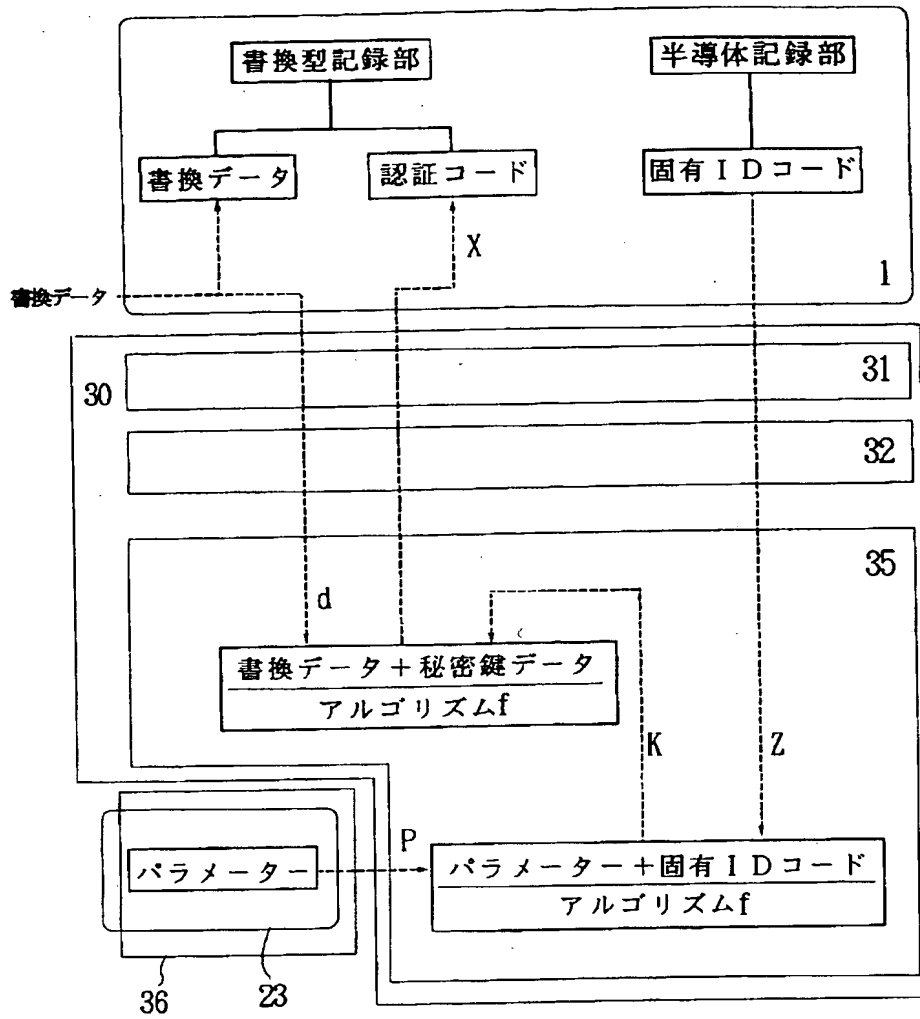 書換型記録部
半導体記録部
書換データ
認証コード
固有IDコード
X
1
書換データ
31
30
32
35
d
書換データ+秘密鍵データ
アルゴリズムf
K
Z
P
パラメーター
パラメーター+固有IDコード
アルゴリズムf
36
23